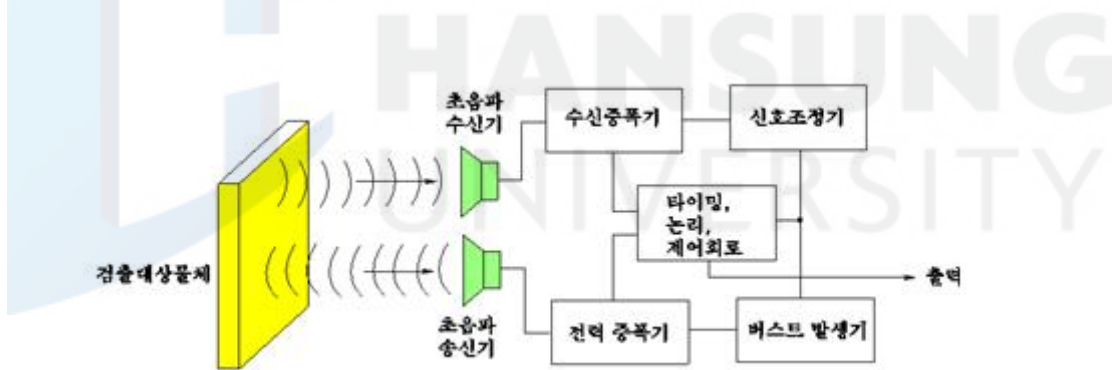 HANSUNG
UNIVERSITY
초음파
수신기
수신증폭기
신호조정기
타이밍,
논리,
제어회로
검출대상물체
출력
초음파
송신기
전력 증폭기
버스트 발생기